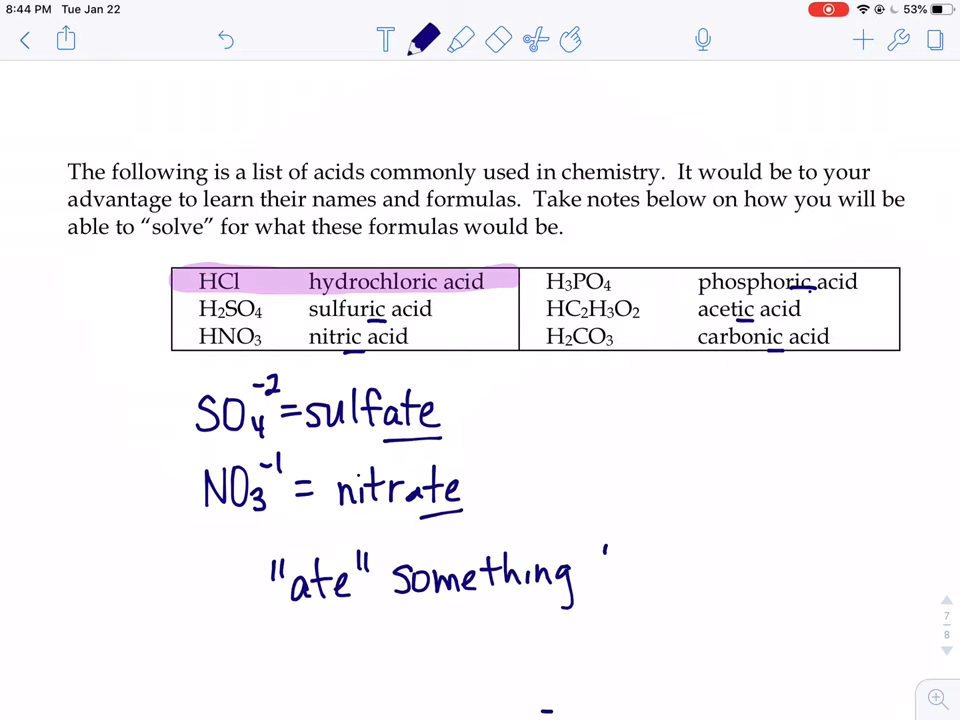 8:44 PM Tue Jan 22
53%
T
The following is a list of acids commonly used in chemistry. It would be to your
advantage to learn their names and formulas. Take notes below on how you will be
able to “solve” for what these formulas would be.
HCl hydrochloric acid H₃PO₄ phosphoric acid
H₂SO₄ sulfuric acid HC₂H₃O₂ acetic acid
HNO₃ nitric acid H₂CO₃ carbonic acid
SO₄⁻² = sulfate
NO₃⁻¹ = nitrate
"ate" something
7
8